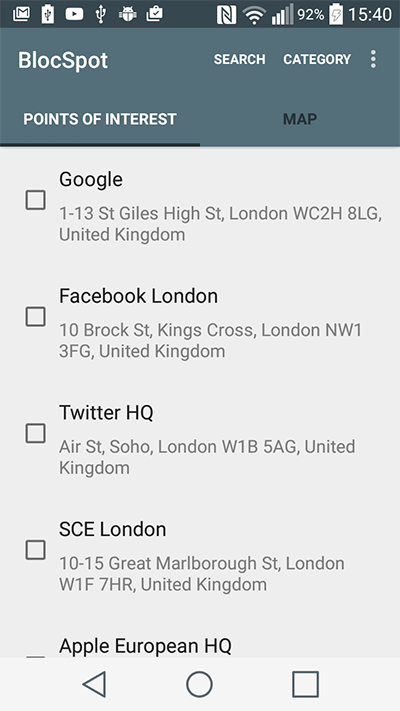 92% 15:40
BlocSpot SEARCH CATEGORY
POINTS OF INTEREST MAP
Google
1-13 St Giles High St, London WC2H 8LG,
United Kingdom
Facebook London
10 Brock St, Kings Cross, London NW1
3FG, United Kingdom
Twitter HQ
Air St, Soho, London W1B 5AG, United
Kingdom
SCE London
10-15 Great Marlborough St, London
W1F 7HR, United Kingdom
Apple European HQ